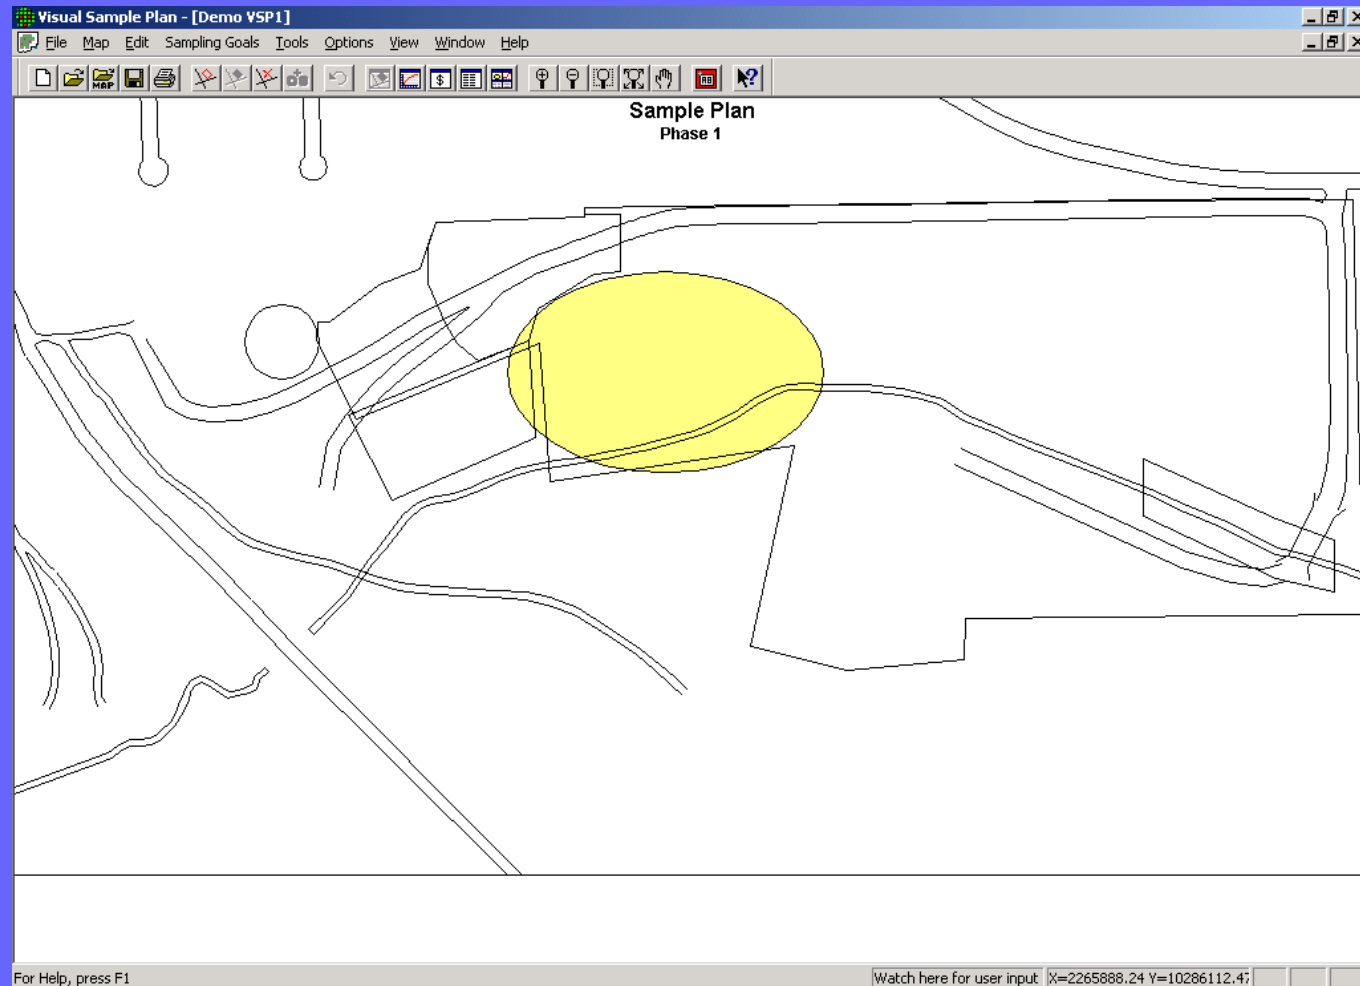 Visual Sample Plan - [Demo VSP1]
File Map Edit Sampling Goals Tools Options View Window Help
MAP $ ?
Sample Plan
Phase 1
For Help, press F1 Watch here for user input X=2265888.24 Y=10286112.47